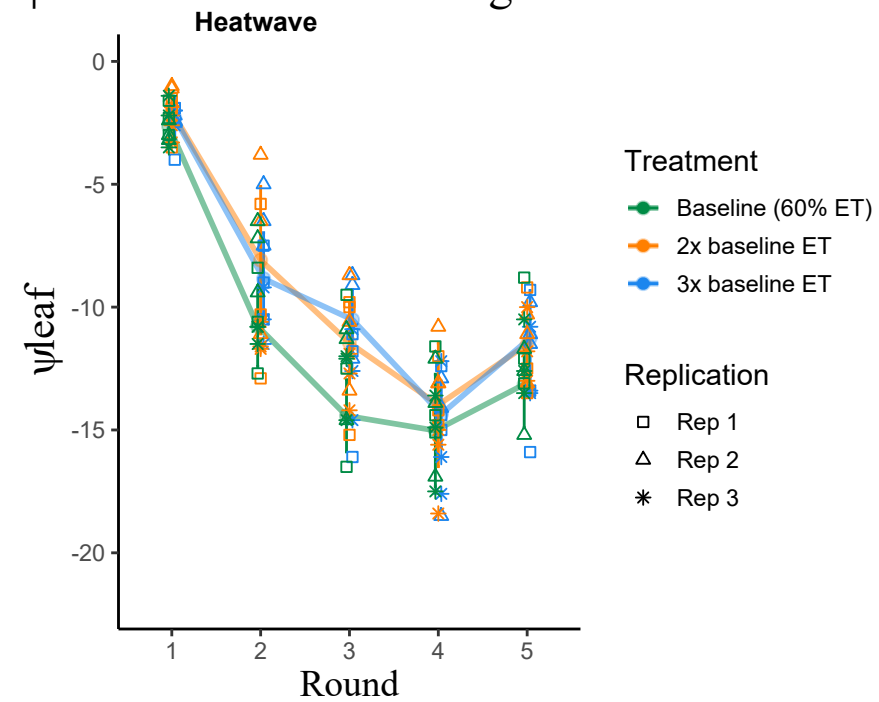 Heatwave
0
-5
-10
-15
-20
ψleaf
1 2 3 4 5
Round
Treatment
Baseline (60% ET)
2x baseline ET
3x baseline ET
Replication
Rep 1
Rep 2
Rep 3